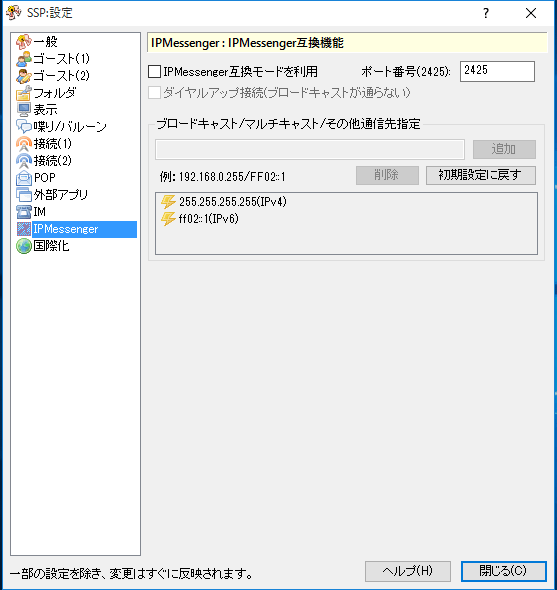 SSP:設定
?
一般
ゴースト(1)
ゴースト(2)
フォルダ
表示
喋り/バルーン
接続(1)
接続(2)
POP
外部アプリ
IM
IPMessenger
国際化
IPMessenger : IPMessenger互換機能
IPMessenger互換モードを利用 ポート番号(2425): 2425
ダイヤルアップ接続(ブロードキャストが通らない)
ブロードキャスト/マルチキャスト/その他通信先指定
追加
例: 192.168.0.255/FF02::1 削除 初期設定に戻す
255.255.255.255(IPv4)
ff02::1(IPv6)
一部の設定を除き、変更はすぐに反映されます。 ヘルプ(H) 閉じる(C)